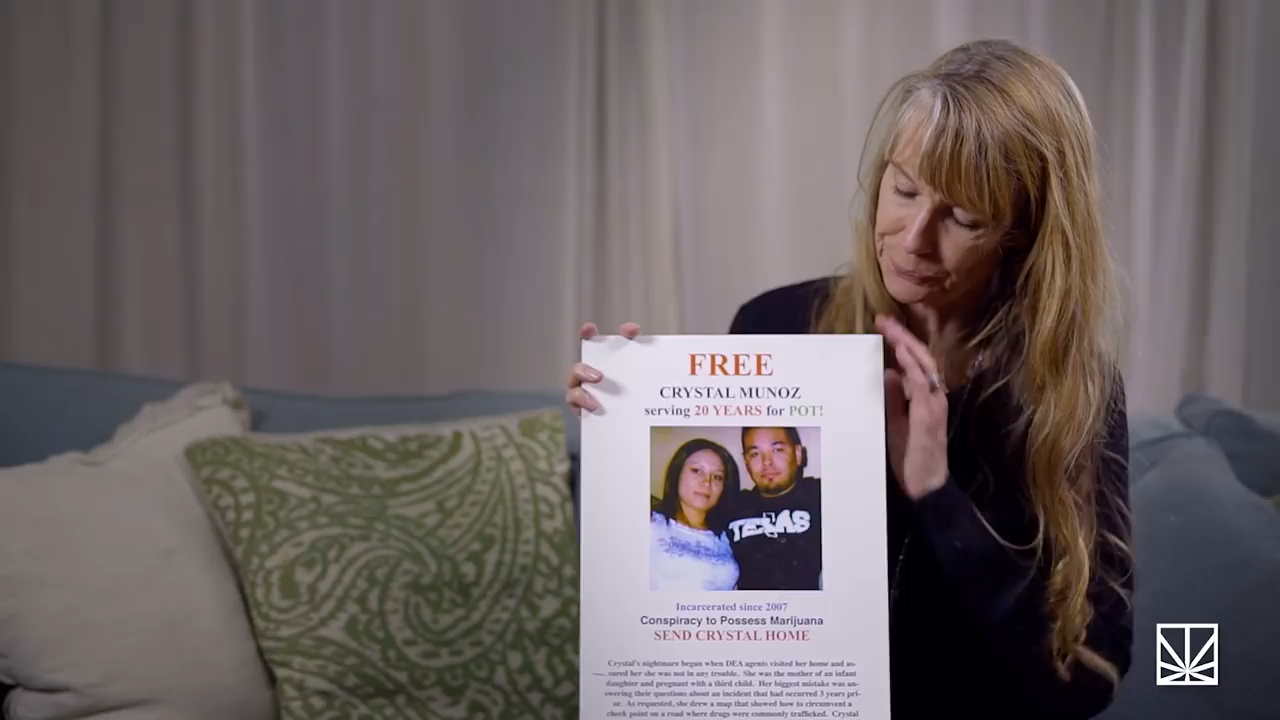 FREE
CRYSTAL MUNOZ
serving 20 YEARS for POT!
TEXAS
Incarcerated since 2007
Conspiracy to Possess Marijuana
SEND CRYSTAL HOME
Crystal's nightmare began when DEA agents visited her home and as-
sured her she was not in any trouble. She was the mother of an infant
daughter and pregnant with a third child. Her biggest mistake was an-
swering their questions about an incident that had occurred 3 years pri-
or. As requested, she drew a map that showed how to circumvent a
check point on a road where drugs were commonly trafficked. Crystal